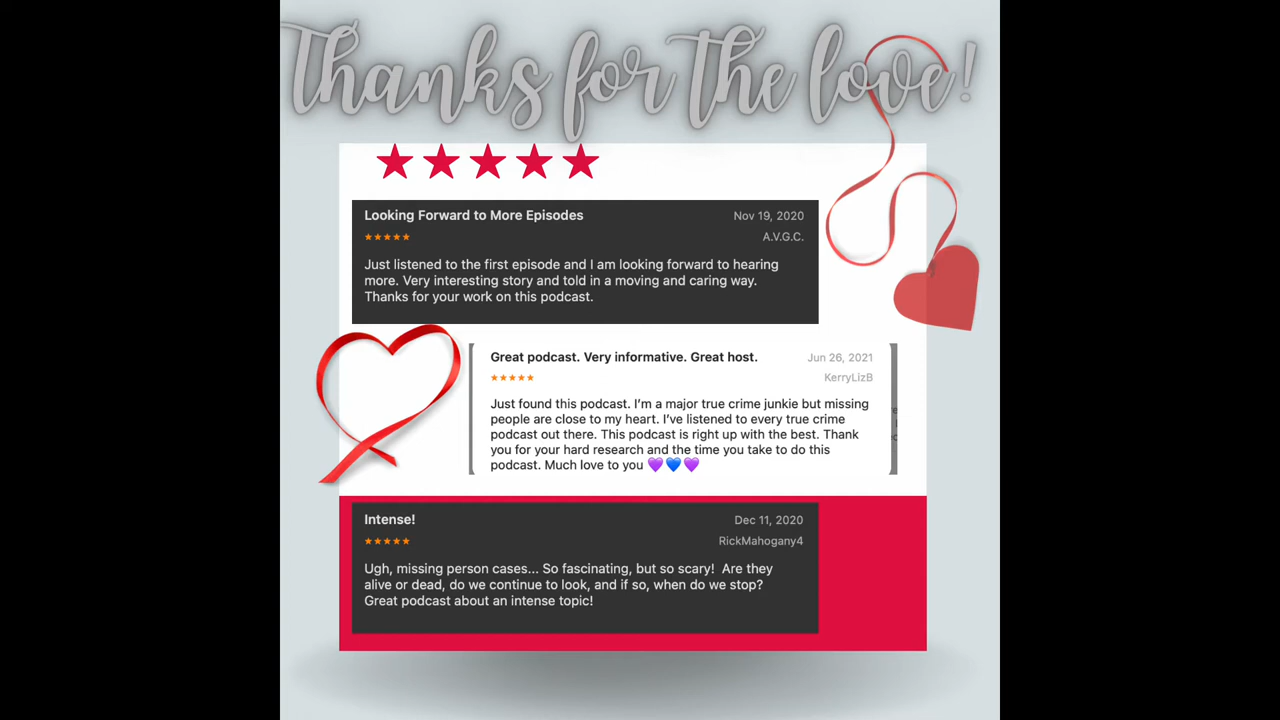 Thanks for the love!
Looking Forward to More Episodes
Nov 19, 2020
A.V.G.C.
Just listened to the first episode and I am looking forward to hearing
more. Very interesting story and told in a moving and caring way.
Thanks for your work on this podcast.
Great podcast. Very informative. Great host.
Jun 26, 2021
KerryLizB
Just found this podcast. I’m a major true crime junkie but missing
people are close to my heart. I’ve listened to every true crime
podcast out there. This podcast is right up with the best. Thank
you for your hard research and the time you take to do this
podcast. Much love to you 💜💙💜
Intense!
Dec 11, 2020
RickMahogany4
Ugh, missing person cases... So fascinating, but so scary! Are they
alive or dead, do we continue to look, and if so, when do we stop?
Great podcast about an intense topic!